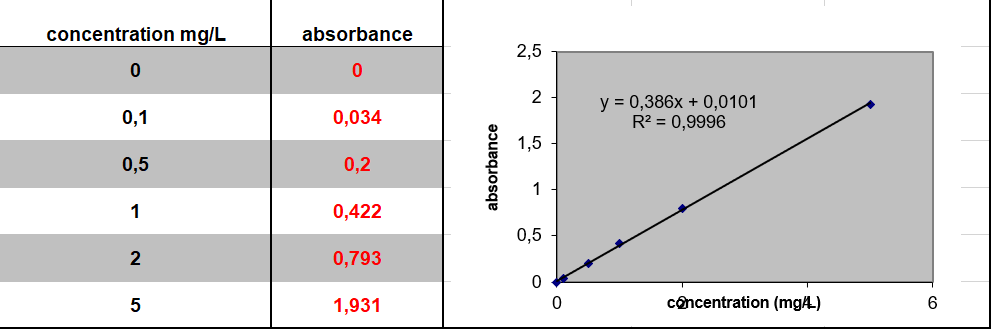 concentration mg/L absorbance
0 0
0,1 0,034
0,5 0,2
1 0,422
2 0,793
5 1,931
2,5
2
1,5
1
0,5
0
absorbance
y = 0,386x + 0,0101
R² = 0,9996
0 2 4 6
concentration (mg/L)